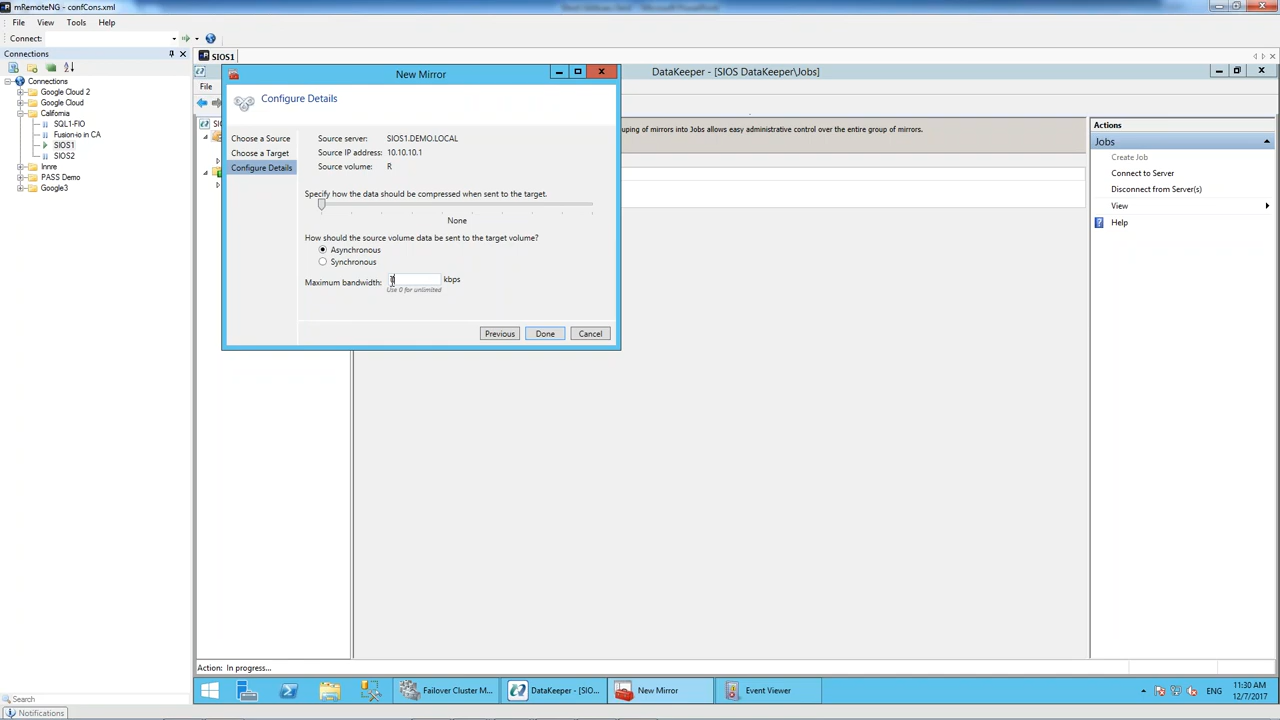 mRemoteNG - confCons.xml
File View Tools Help
Connect:
Connections
SIOS1
Connections
Google Cloud 2
Google Cloud
California
SQL1-FIO
Fusion-io in CA
SIOS1
SIOS2
PASS Demo
Google3
DataKeeper - [SIOS DataKeeper\Jobs]
File
New Mirror
Configure Details
Choose a Source
Choose a Target
Configure Details
Source server: SIOS1.DEMO.LOCAL
Source IP address: 10.10.10.1
Source volume: R
Specify how the data should be compressed when sent to the target.
None
How should the source volume data be sent to the target volume?
Asynchronous
Synchronous
Maximum bandwidth: kbps
Use 0 for unlimited
Previous Done Cancel
uping of mirrors into Jobs allows easy administrative control over the entire group of mirrors.
Actions
Jobs
Create Job
Connect to Server
Disconnect from Server(s)
View
Help
Action: In progress...
Search
Notifications
Failover Cluster M...
DataKeeper - [SIO...
New Mirror
Event Viewer
ENG
11:30 AM
12/7/2017